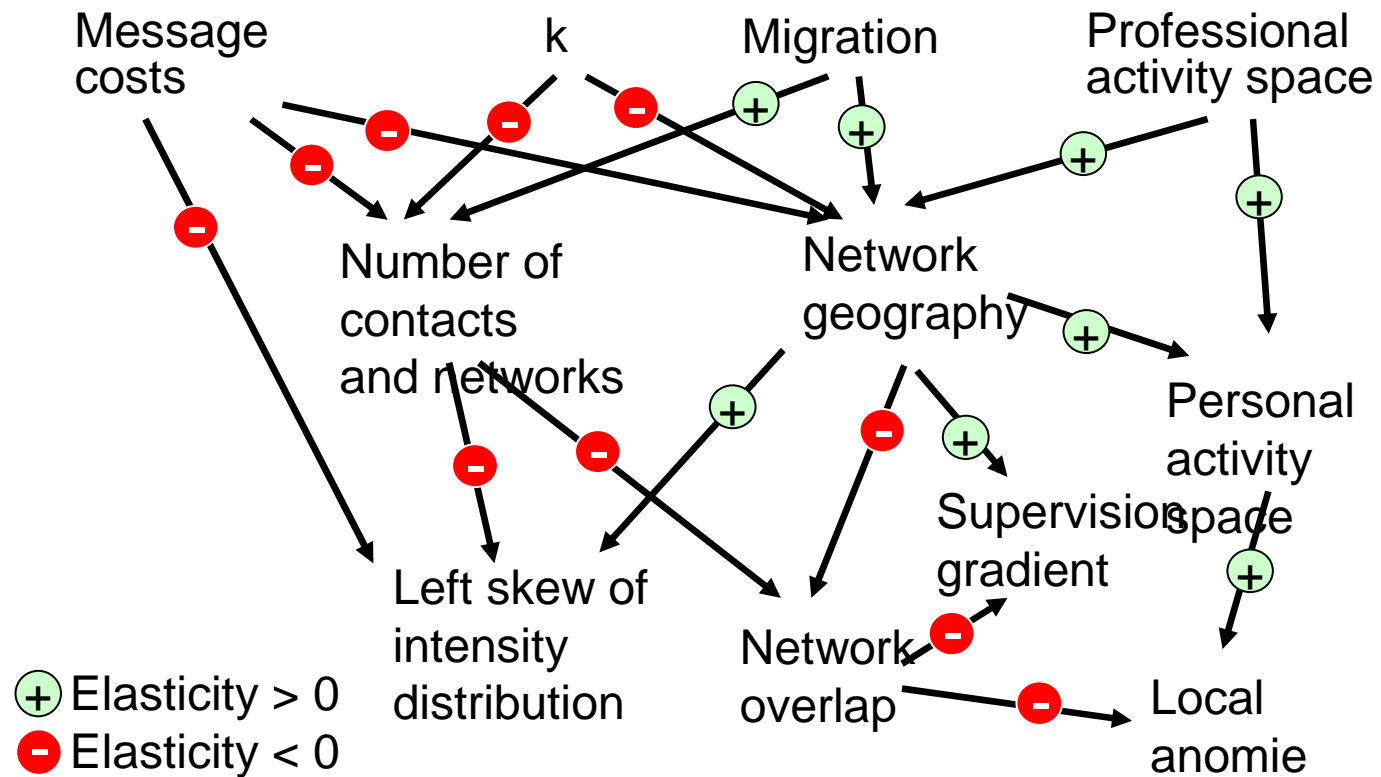 Message
costs
k
Migration
Professional
activity space
-
-
-
+
+
+
+
-
Number of
contacts
and networks
Network
geography
+
+
-
+
-
-
Personal
activity
space
Supervision
gradient
+
Left skew of
intensity
distribution
Network
overlap
-
-
Local
anomie
+ Elasticity > 0
- Elasticity < 0